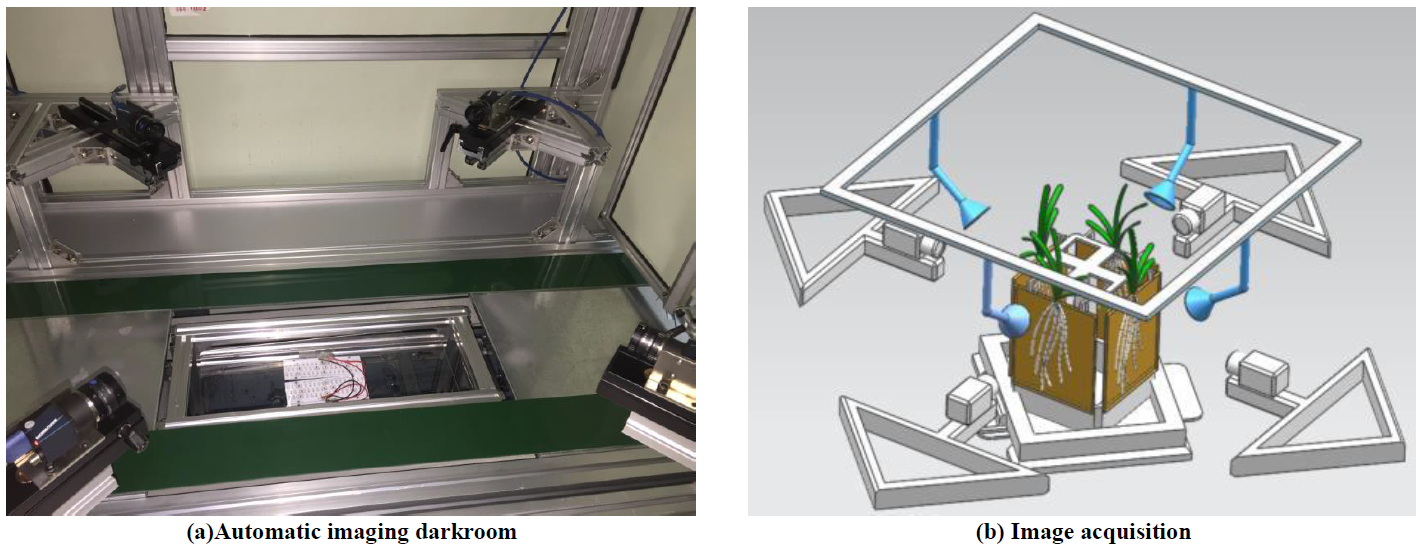 (a)Automatic imaging darkroom
(b) Image acquisition